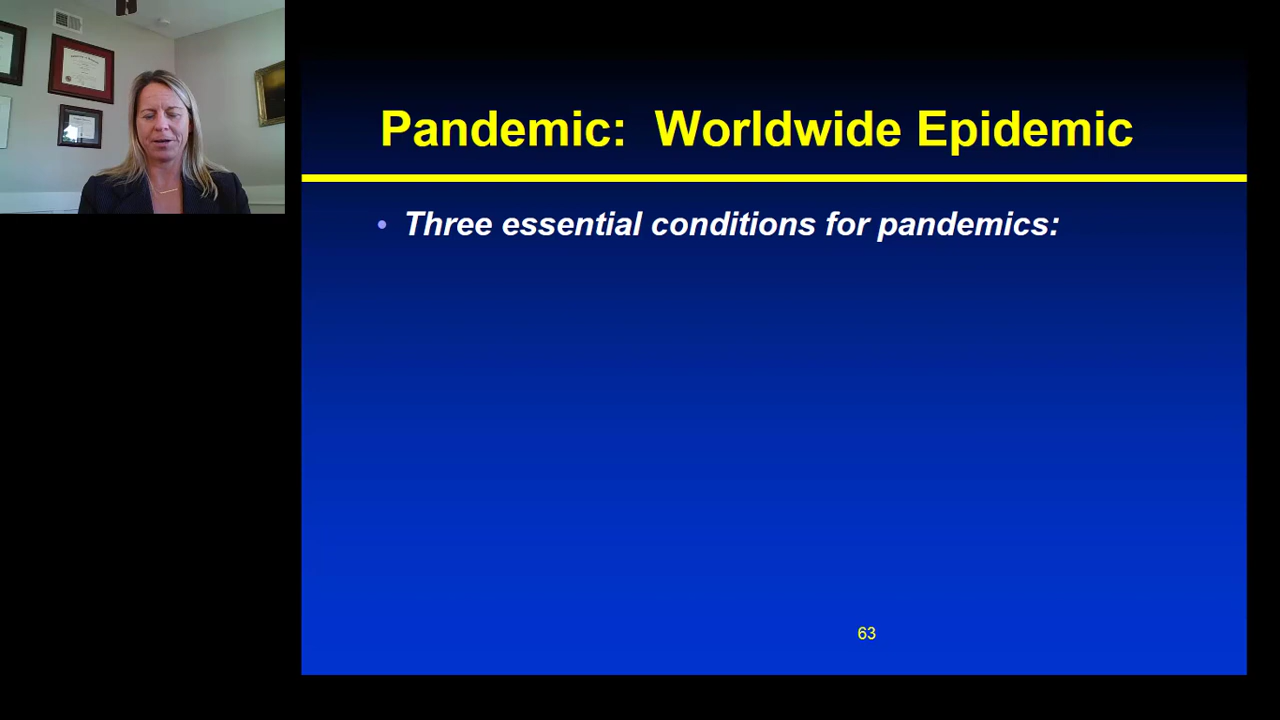 Pandemic: Worldwide Epidemic
• Three essential conditions for pandemics:
63